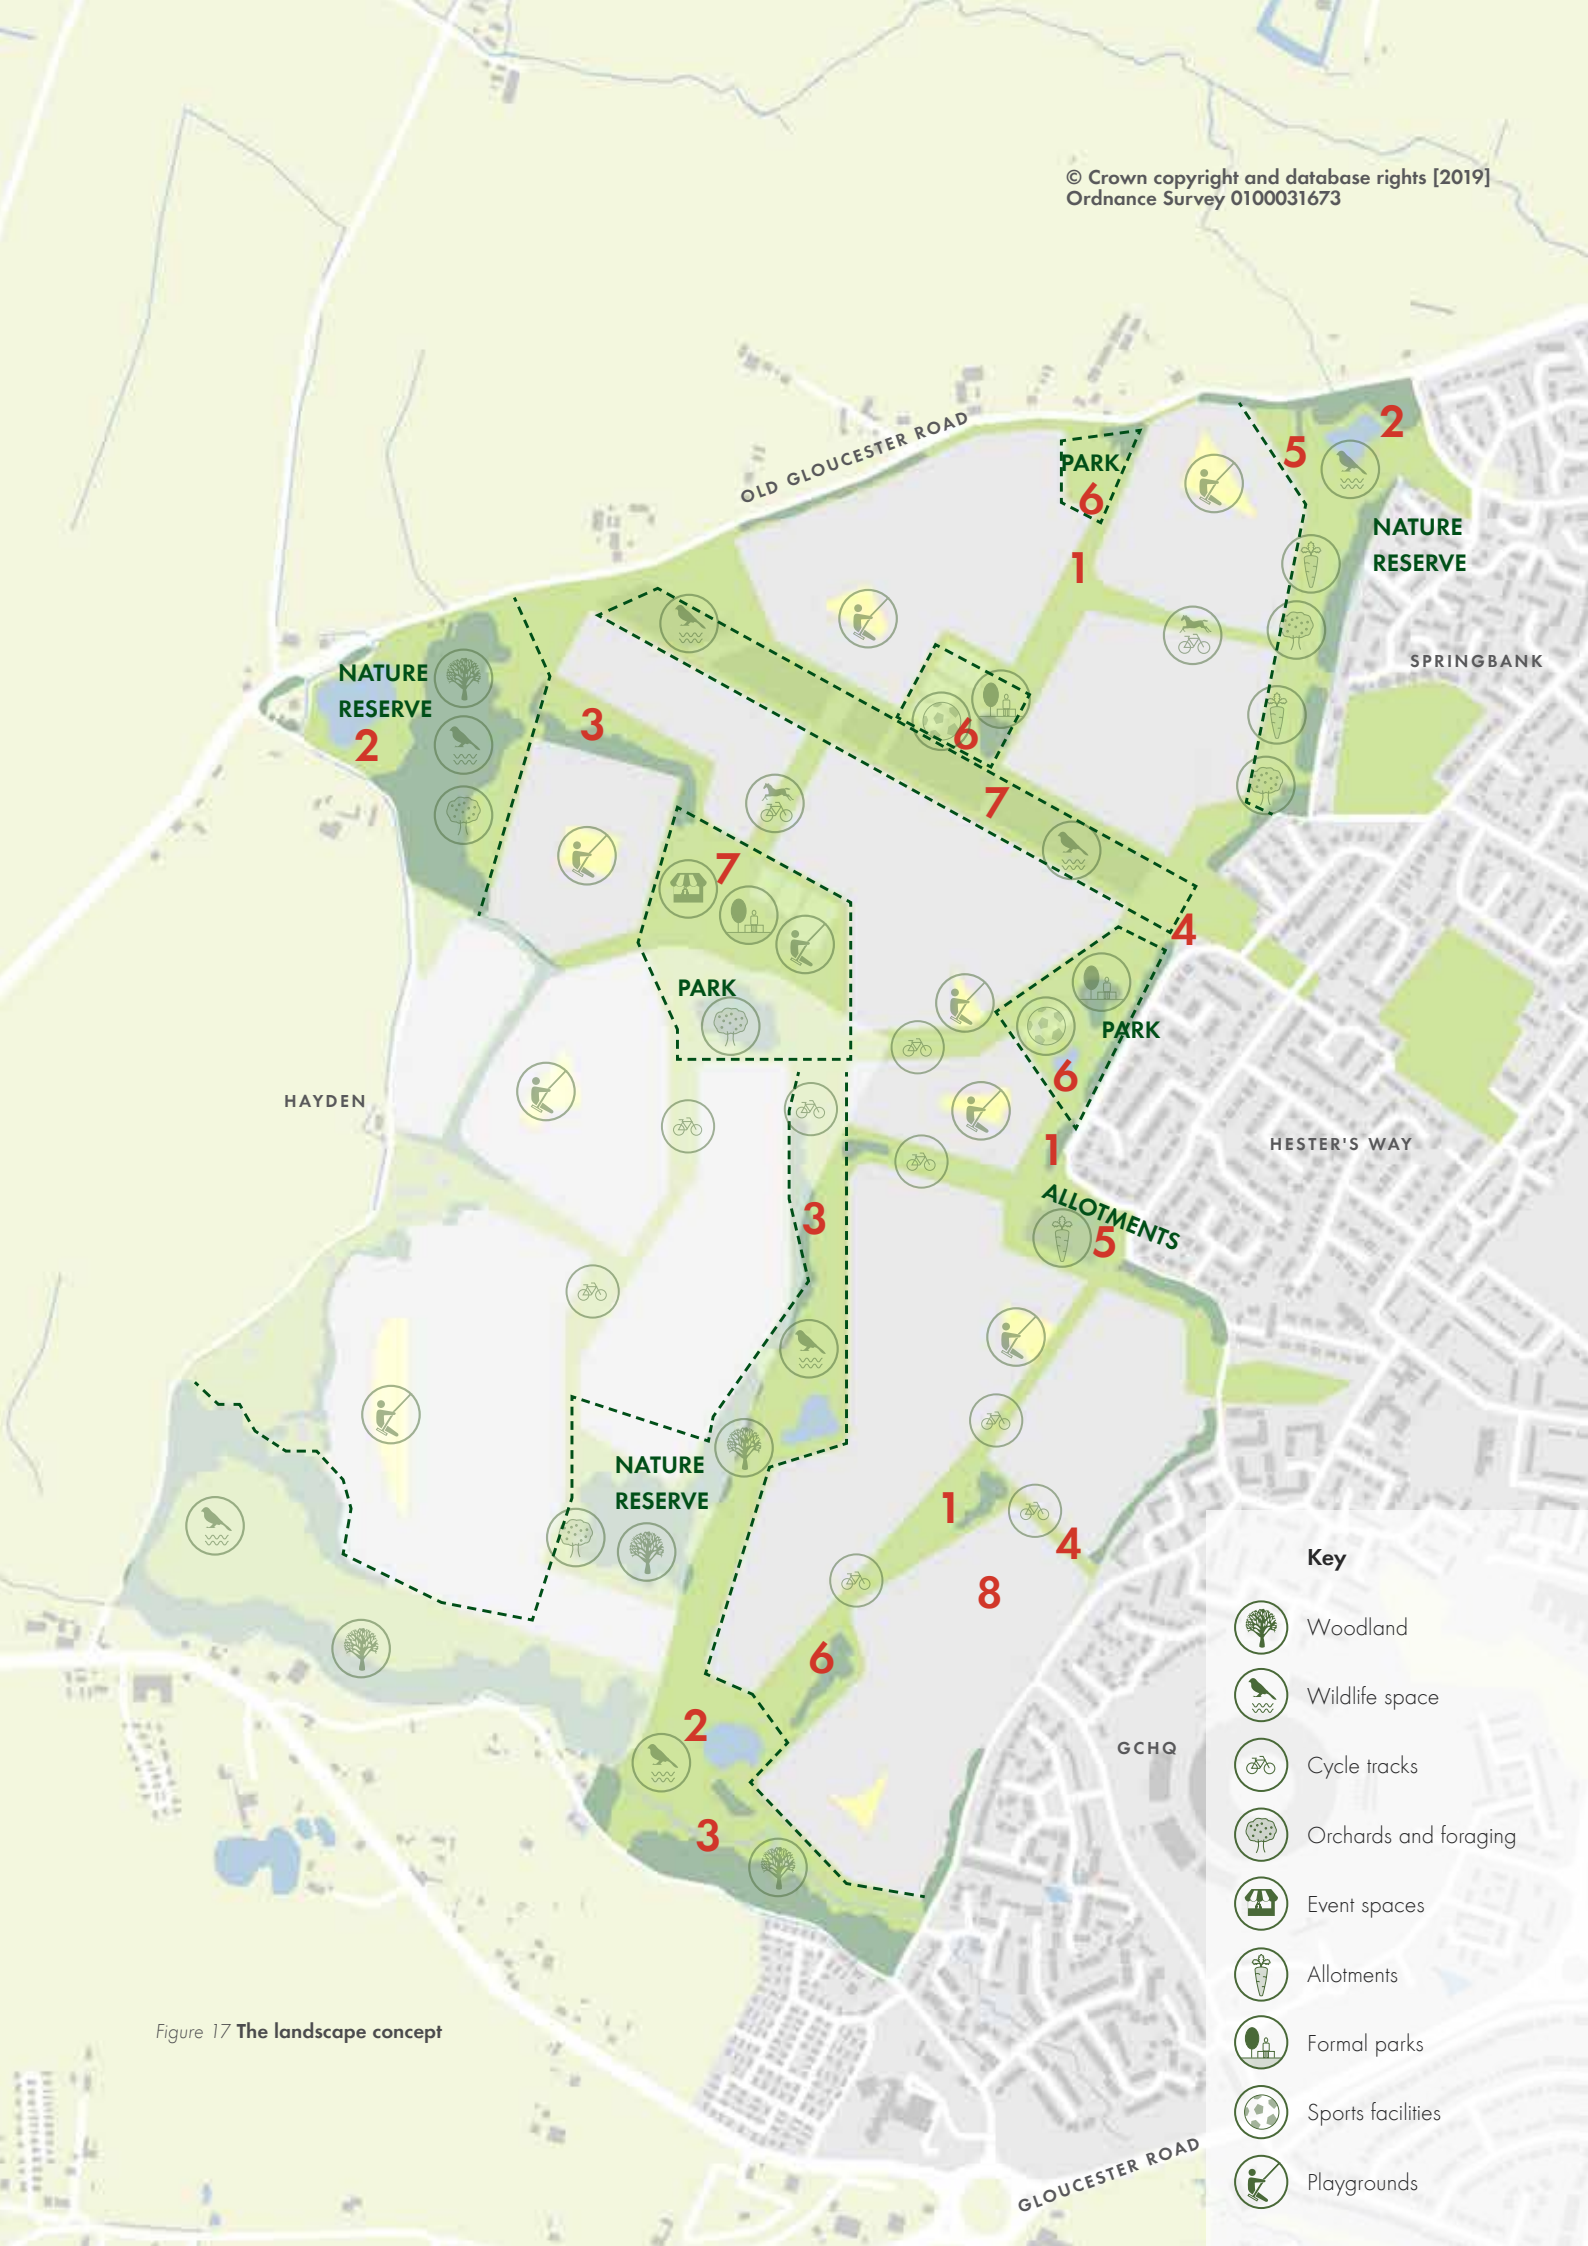 © Crown copyright and database rights [2019]
Ordnance Survey 0100031673
OLD GLOUCESTER ROAD
PARK
6
1
5
2
NATURE
RESERVE
SPRINGBANK
NATURE
RESERVE
2
3
6
7
7
4
PARK
PARK
6
HAYDEN
HESTER'S WAY
1
ALLOTMENTS
5
3
NATURE
RESERVE
1
4
8
6
2
3
GCHQ
Key
Woodland
Wildlife space
Cycle tracks
Orchards and foraging
Event spaces
Allotments
Formal parks
Sports facilities
Playgrounds
Figure 17 The landscape concept
GLOUCESTER ROAD